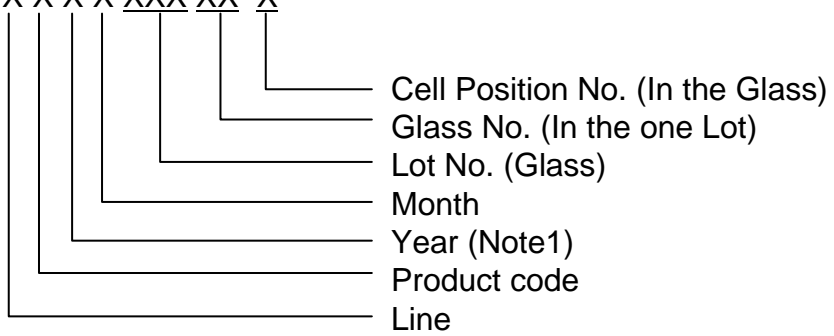 X X X X XXX XX X
Cell Position No. (In the Glass)
Glass No. (In the one Lot)
Lot No. (Glass)
Month
Year (Note1)
Product code
Line